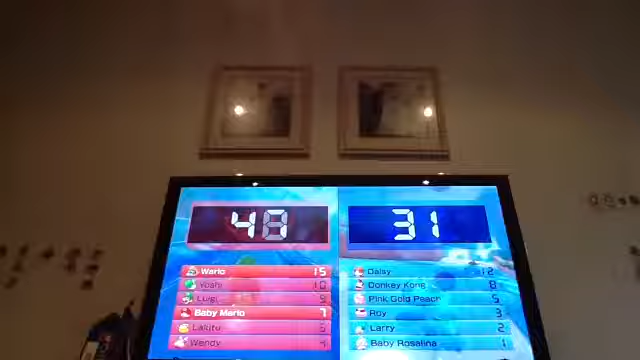 47
31
Wario 15
Yoshi 10
Luigi 9
Baby Mario 7
Lakitu 6
Wendy 4
Daisy 12
Donkey Kong 8
Pink Gold Peach 5
Roy 3
Larry 2
Baby Rosalina 1